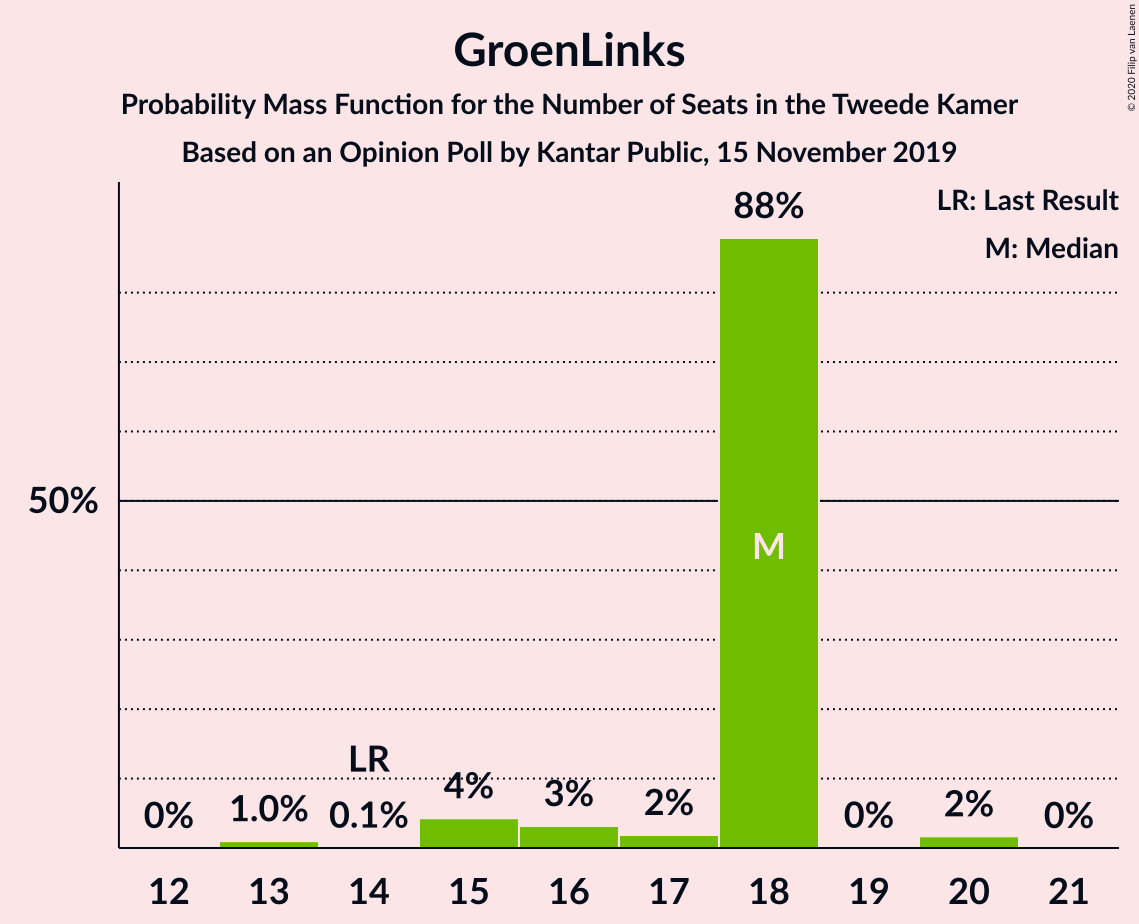 GroenLinks
Probability Mass Function for the Number of Seats in the Tweede Kamer
Based on an Opinion Poll by Kantar Public, 15 November 2019
© 2020 Filip van Laenen
LR: Last Result
M: Median
88%
50%
M
LR
0%
1.0%
0.1%
4%
3%
2%
0%
2%
0%
12 13 14 15 16 17 18 19 20 21